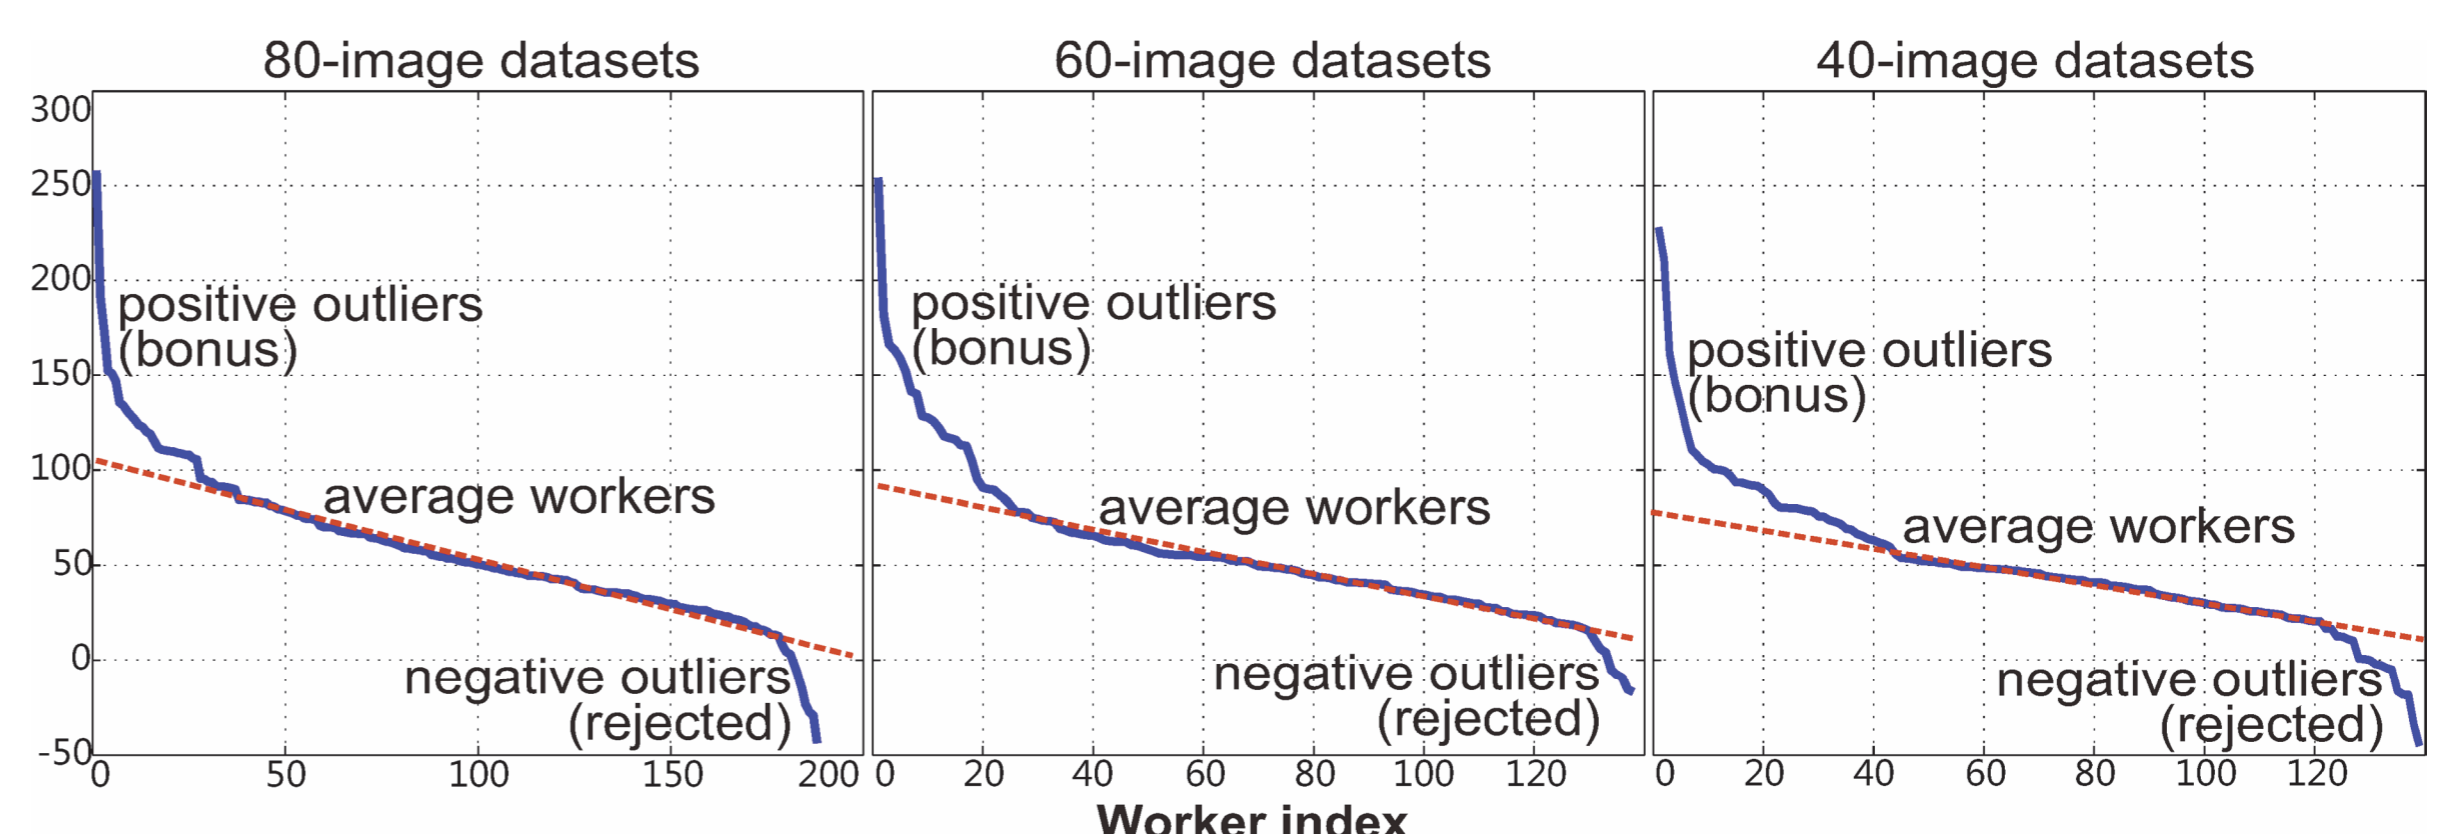 80-image datasets
60-image datasets
40-image datasets
300
250
200
150
100
50
0
-50
positive outliers
(bonus)
average workers
negative outliers
(rejected)
0 50 100 150 200
positive outliers
(bonus)
average workers
negative outliers
(rejected)
0 20 40 60 80 100 120
positive outliers
(bonus)
average workers
negative outliers
(rejected)
0 20 40 60 80 100 120
Worker index